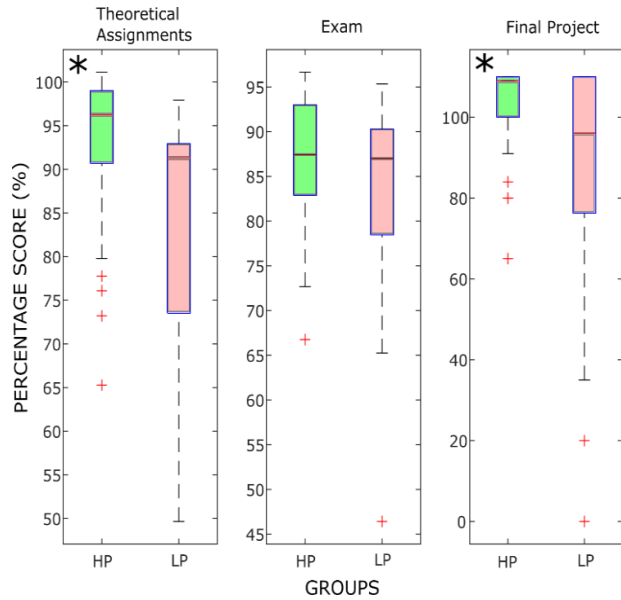 Theoretical
Assignments
Exam
Final Project
*
*
PERCENTAGE SCORE (%)
100
95
90
85
80
75
70
65
60
55
50
HP
LP
95
90
85
80
75
70
65
60
55
50
45
HP
LP
100
80
60
40
20
0
HP
LP
GROUPS